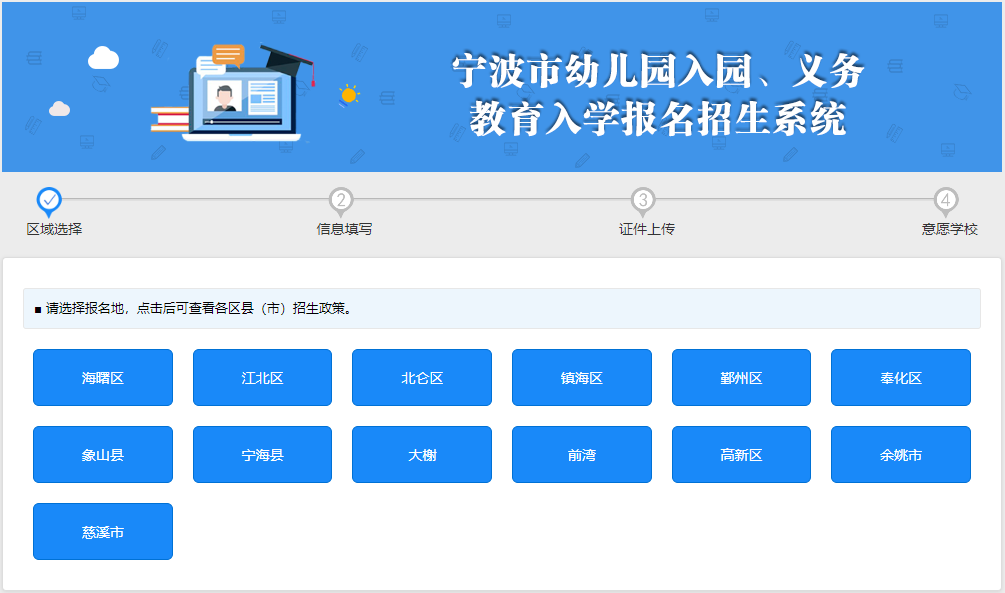 宁波市幼儿园入园、义务
教育入学报名招生系统
2
3
4
区域选择
信息填写
证件上传
意愿学校
■ 请选择报名地，点击后可查看各区县（市）招生政策。
海曙区
江北区
北仑区
镇海区
鄞州区
奉化区
象山县
宁海县
大榭
前湾
高新区
余姚市
慈溪市